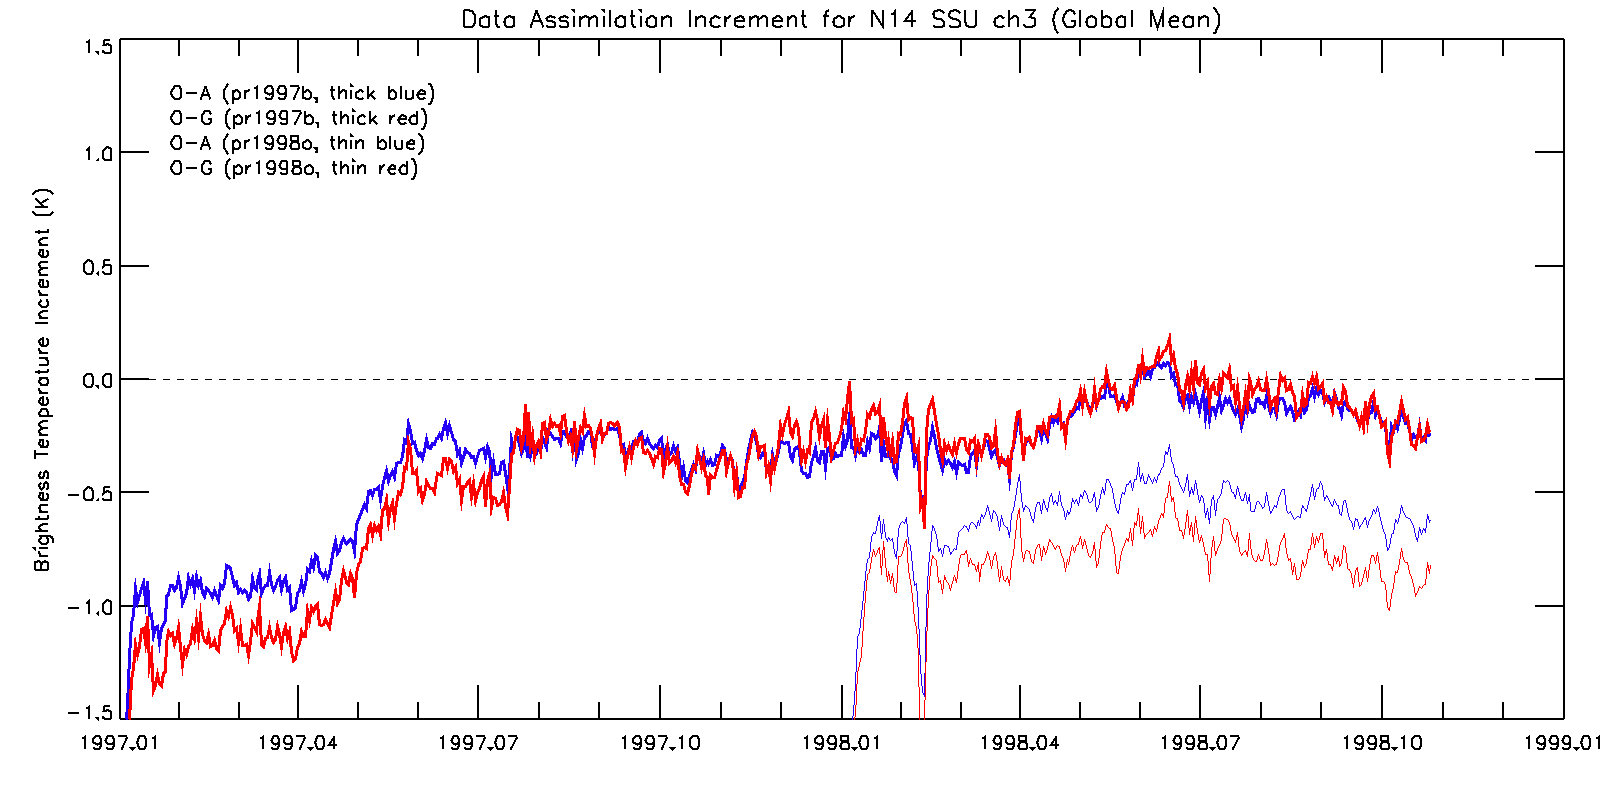 Data Assimilation Increment for N14 SSU ch3 (Global Mean)
O-A (pr1997b, thick blue)
O-G (pr1997b, thick red)
O-A (pr1998o, thin blue)
O-G (pr1998o, thin red)
Brightness Temperature Increment (K)
1.5
1.0
0.5
0.0
-0.5
-1.0
-1.5
1997.01 1997.04 1997.07 1997.10 1998.01 1998.04 1998.07 1998.10 1999.01